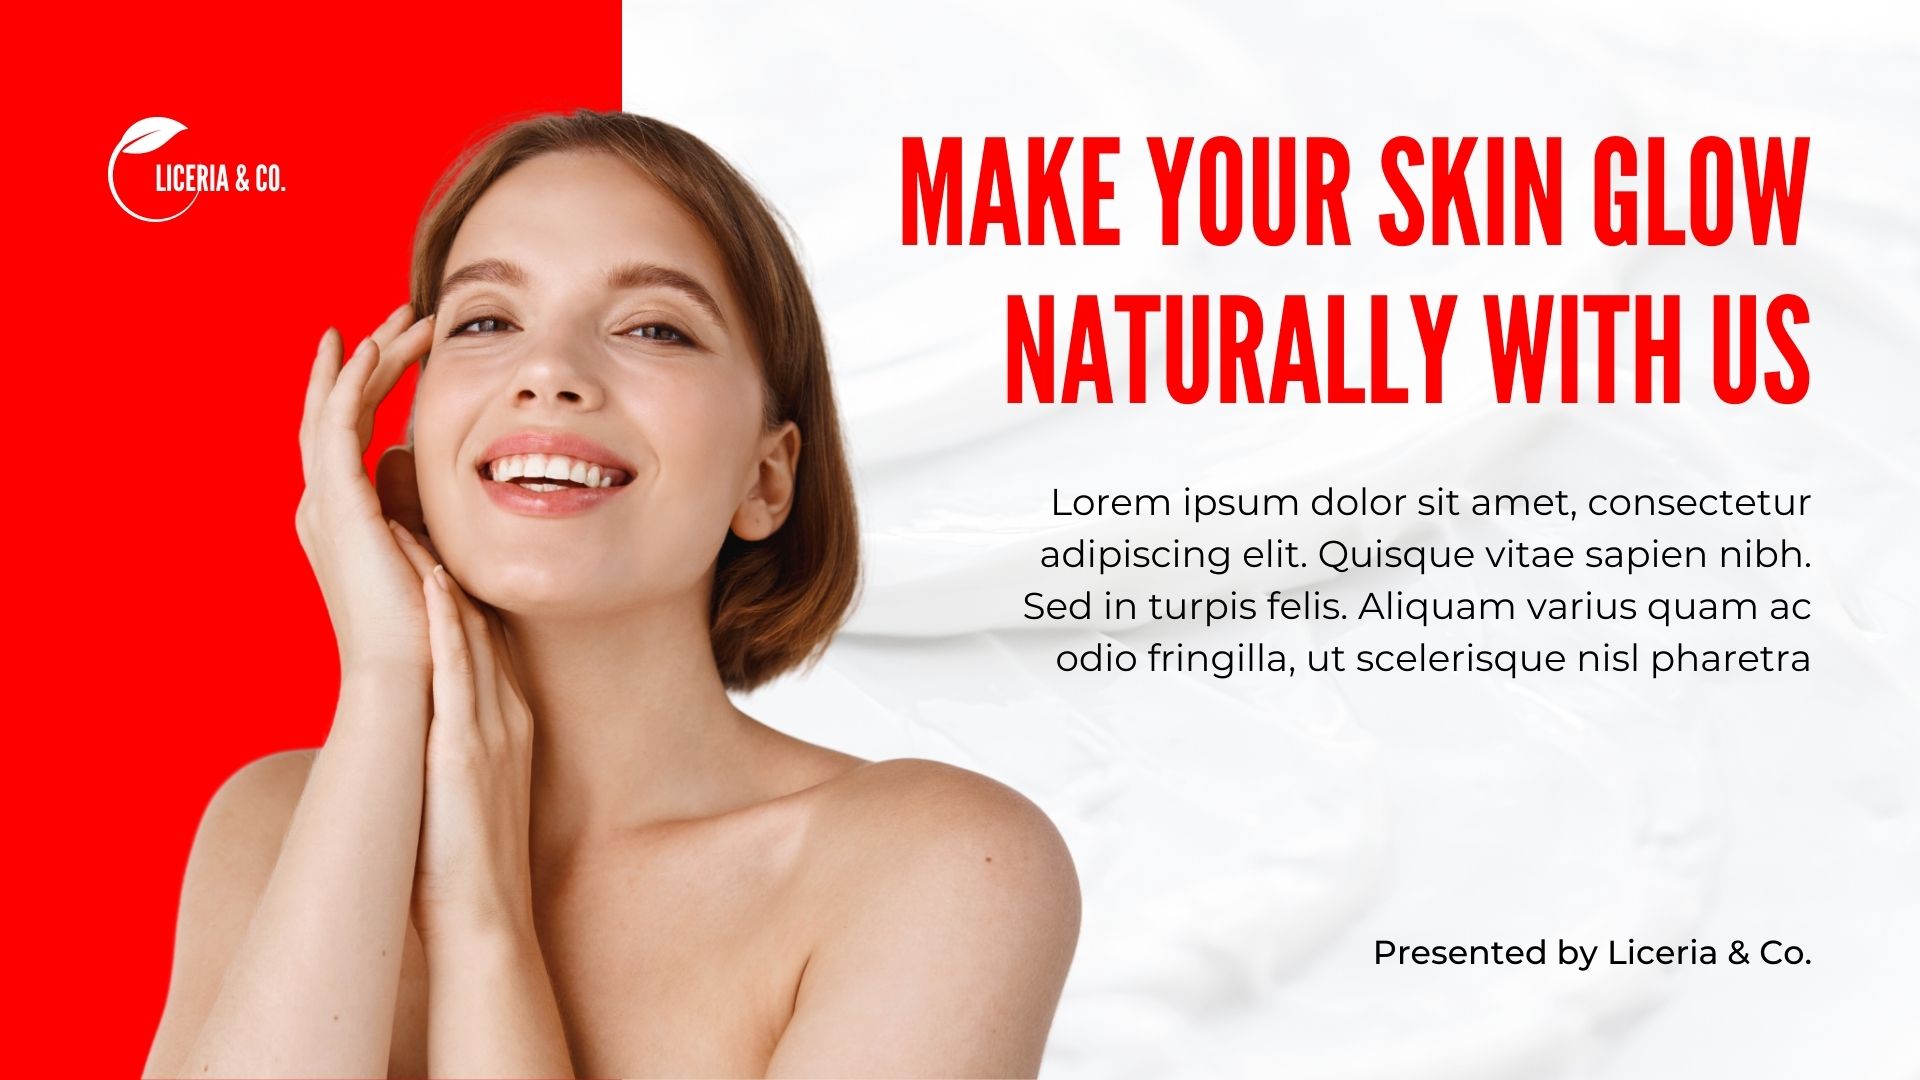 LICERIA & CO.
MAKE YOUR SKIN GLOW
NATURALLY WITH US
Lorem ipsum dolor sit amet, consectetur
adipiscing elit. Quisque vitae sapien nibh.
Sed in turpis felis. Aliquam varius quam ac
odio fringilla, ut scelerisque nisl pharetra
Presented by Liceria & Co.